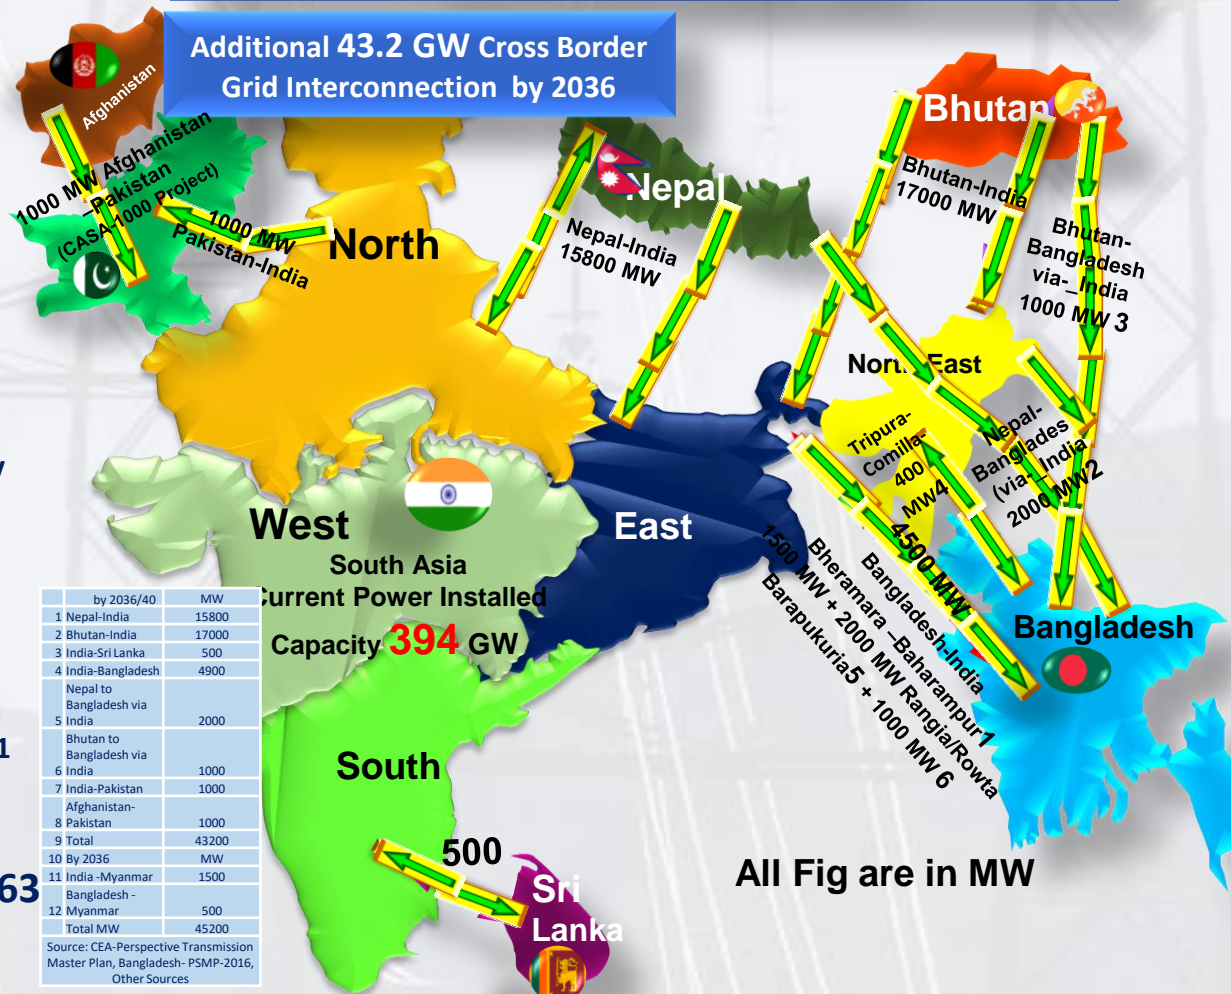 Additional 43.2 GW Cross Border
Grid Interconnection by 2036
Afghanistan
1000 MW Afghanistan
–Pakistan
(CASA-1000 Project)
1000 MW
Pakistan-India
North
Nepal
Nepal-India
15800 MW
Bhutan
Bhutan-India
17000 MW
Bhutan-
Bangladesh
via-_India
1000 MW 3
North East
Tripura-
Comilla-
400
MW4
Nepal-
Banglades
(via-_India
2000 MW2
4500 MW
Bangladesh-India
Bheramara –Baharampur1
1500 MW + 2000 MW Rangia/Rowta
Barapukuria5 + 1000 MW 6
Bangladesh
West
East
South Asia
Current Power Installed
Capacity 394 GW
South
500
Sri
Lanka
All Fig are in MW
1
63
by 2036/40 MW
1 Nepal-India 15800
2 Bhutan-India 17000
3 India-Sri Lanka 500
4 India-Bangladesh 4900
Nepal to
Bangladesh via
5 India 2000
Bhutan to
Bangladesh via
6 India 1000
7 India-Pakistan 1000
Afghanistan-
8 Pakistan 1000
9 Total 43200
10 By 2036 MW
11 India -Myanmar 1500
Bangladesh -
12 Myanmar 500
Total MW 45200
Source: CEA-Perspective Transmission
Master Plan, Bangladesh- PSMP-2016,
Other Sources